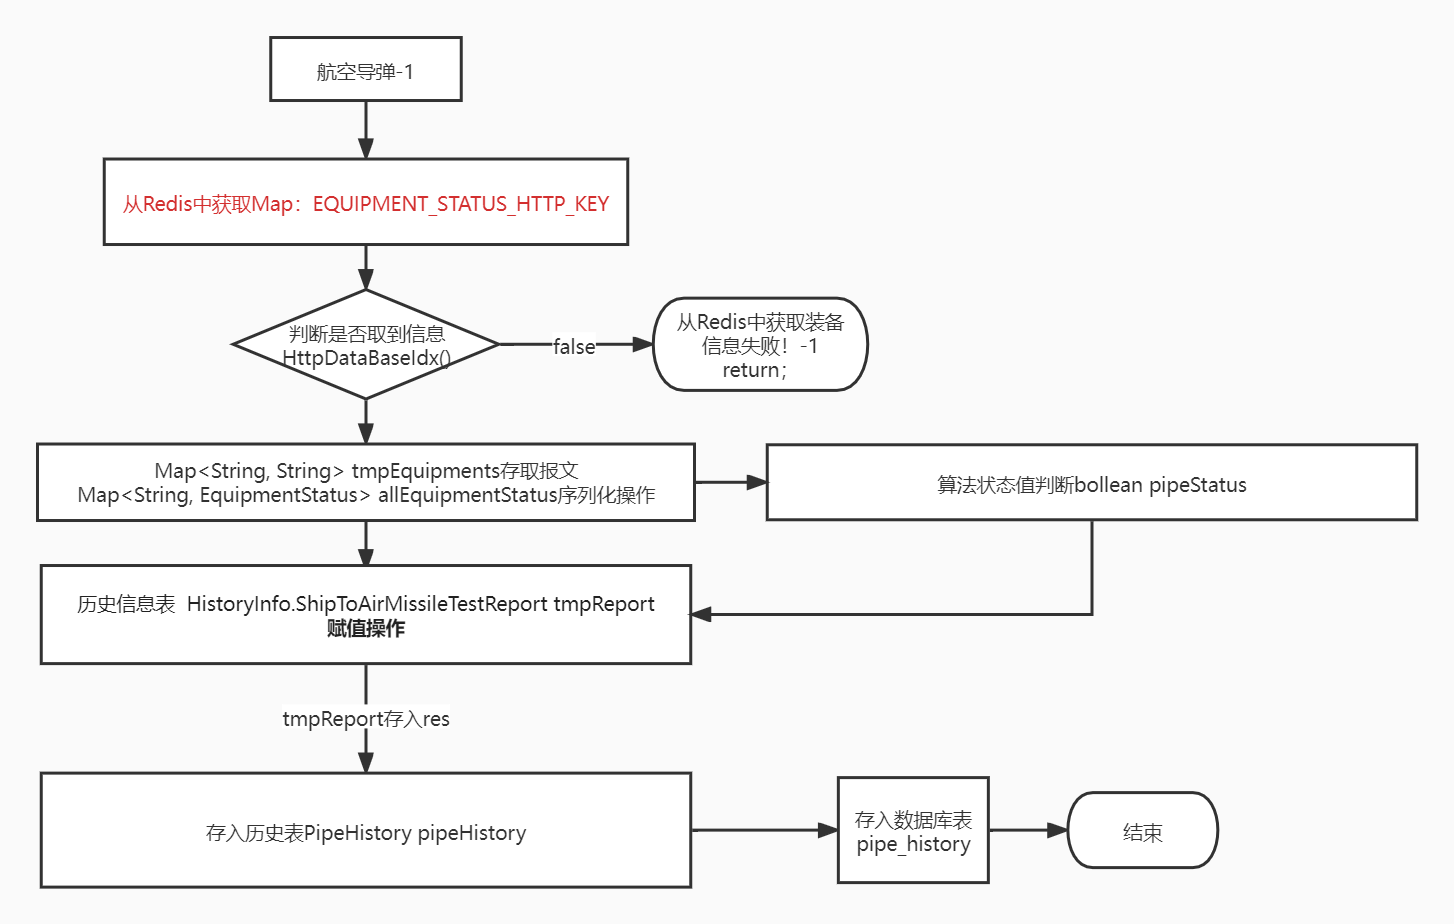 航空导弹-1
从Redis中获取Map：EQUIPMENT_STATUS_HTTP_KEY
判断是否取到信息
HttpDataBaseIdx()
false
从Redis中获取装备
信息失败！-1
return；
Map<String, String> tmpEquipments存取报文
Map<String, EquipmentStatus> allEquipmentStatus序列化操作
算法状态值判断bollean pipeStatus
历史信息表 HistoryInfo.ShipToAirMissileTestReport tmpReport
赋值操作
tmpReport存入res
存入历史表PipeHistory pipeHistory
存入数据库表
pipe_history
结束